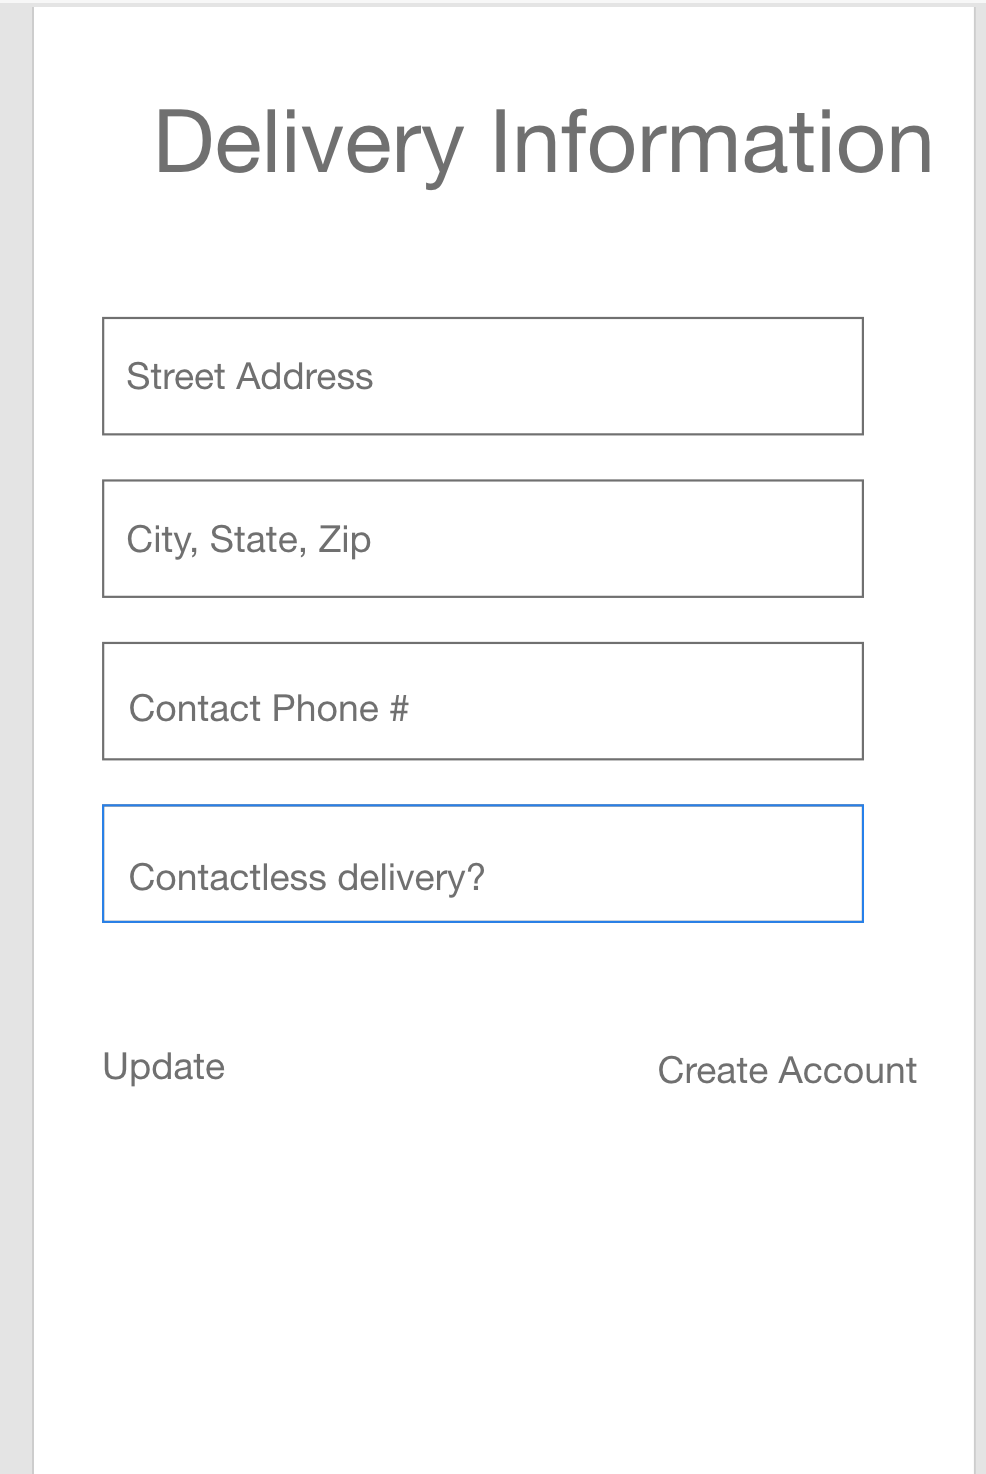 Delivery Information
Street Address
City, State, Zip
Contact Phone #
Contactless delivery?
Update
Create Account